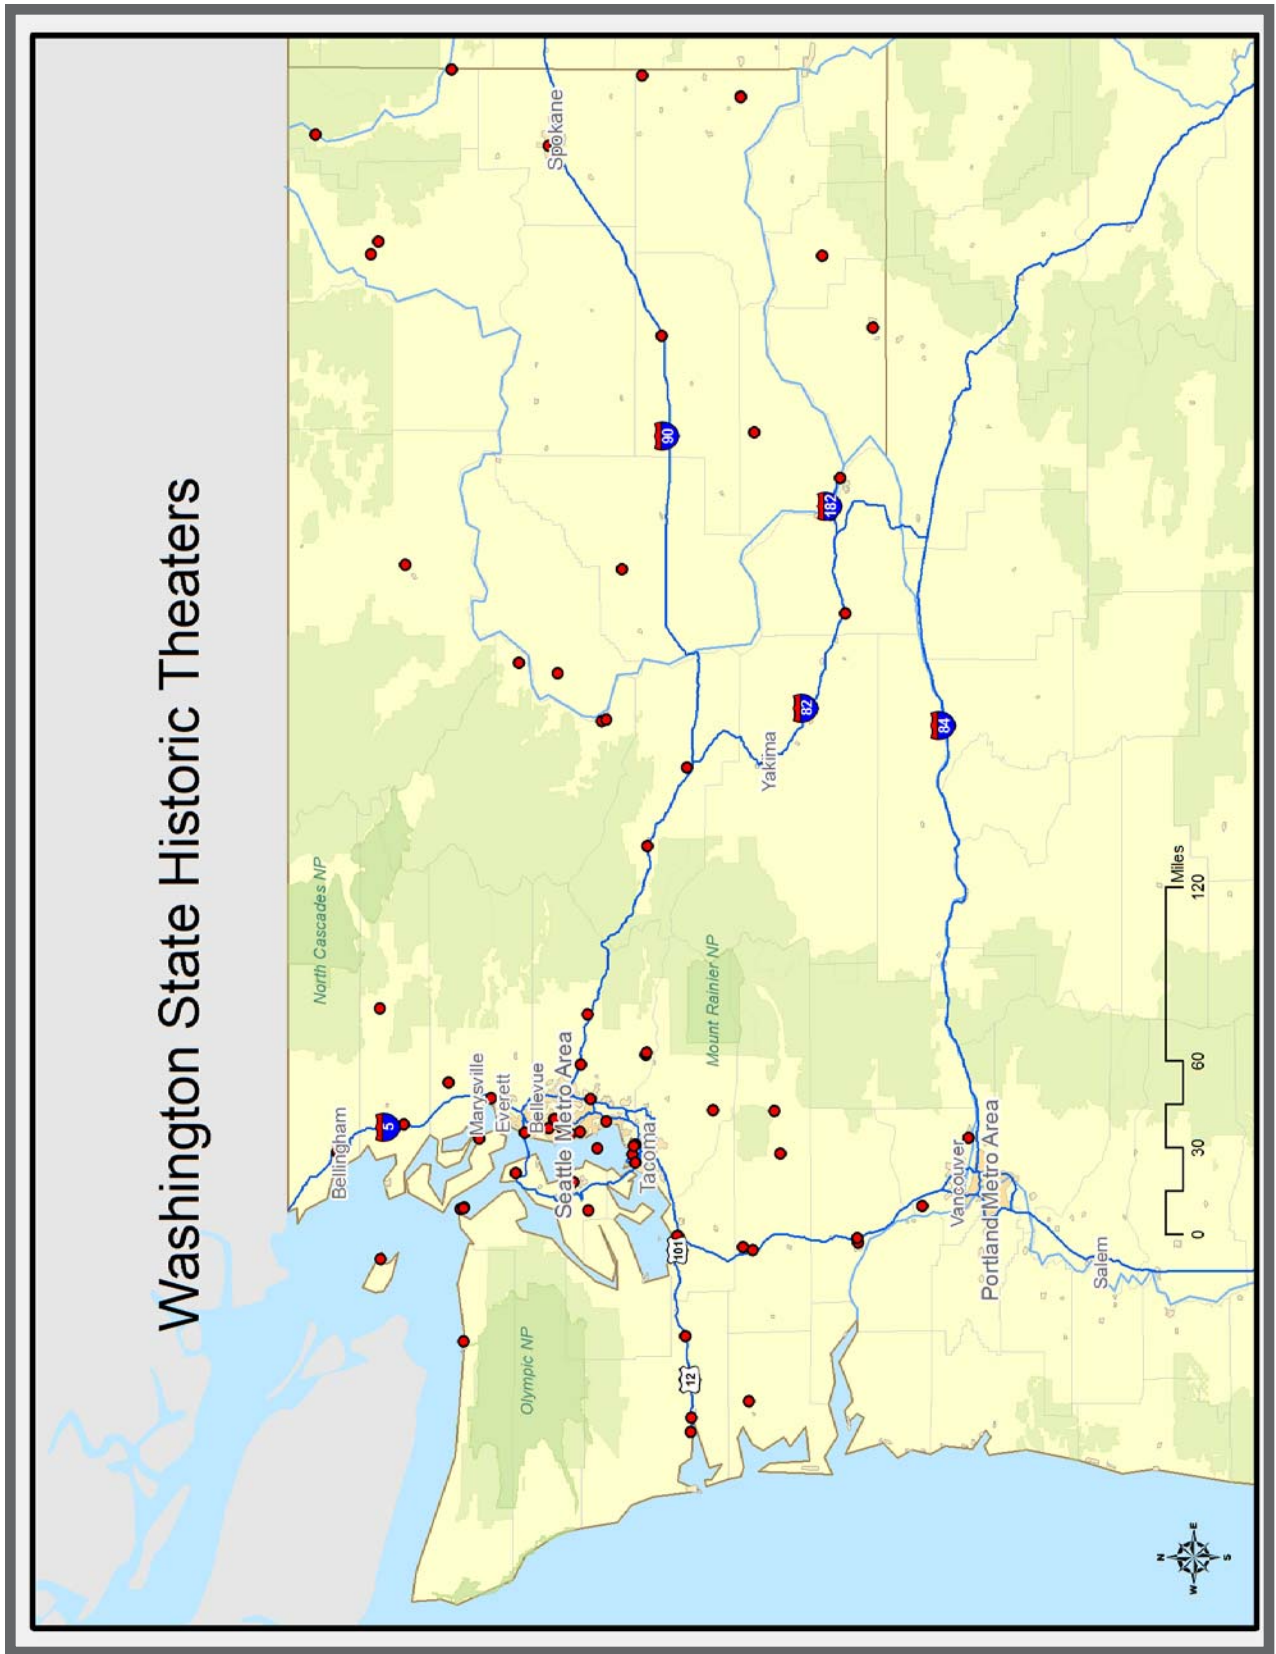 Washington State Historic Theaters
North Cascades NP
Bellingham
5
Marysville
Everett
Bellevue
Seattle Metro Area
Spokane
Olympic NP
Tacoma
90
101
12
Mount Rainier NP
Yakima
82
182
84
Vancouver
Portland Metro Area
Salem
0 30 60 120
Miles
N
W E
S